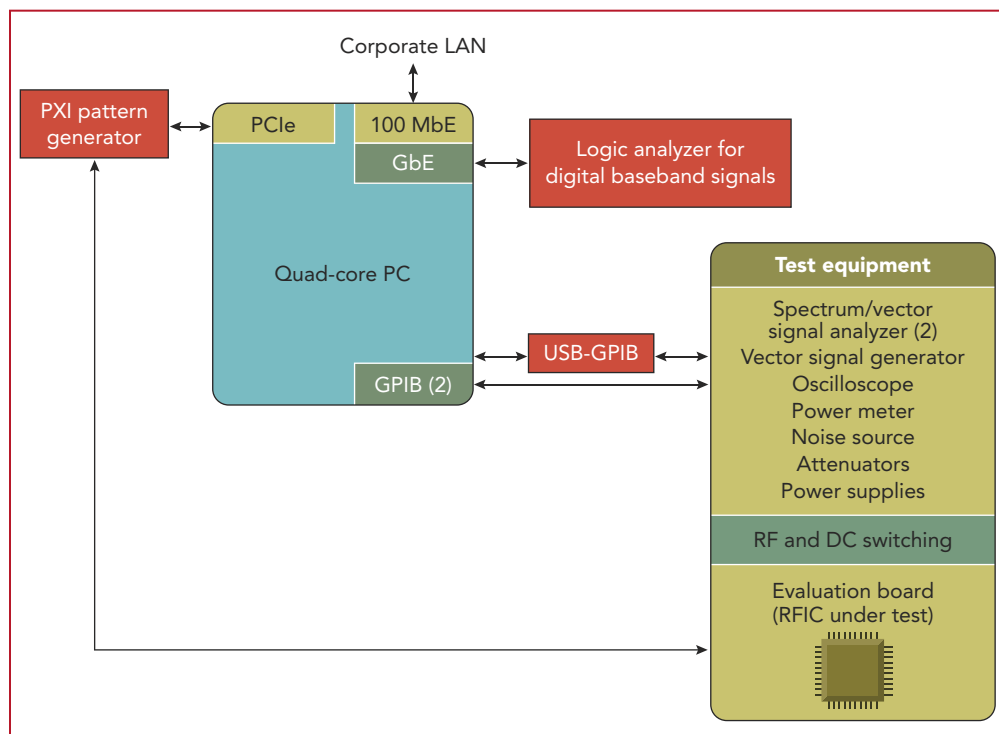 Corporate LAN
PXI pattern
generator
PCIe
100 MbE
GbE
Logic analyzer for
digital baseband signals
Quad-core PC
USB-GPIB
GPIB (2)
Test equipment
Spectrum/vector
signal analyzer (2)
Vector signal generator
Oscilloscope
Power meter
Noise source
Attenuators
Power supplies
RF and DC switching
Evaluation board
(RFIC under test)